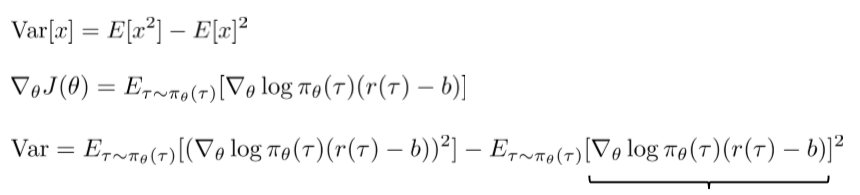 Var[x] = E[x²] − E[x]²
∇_θ J(θ) = E_{τ∼π_θ(τ)}[∇_θ log π_θ(τ)(r(τ) − b)]
Var = E_{τ∼π_θ(τ)}[(∇_θ log π_θ(τ)(r(τ) − b))²] − E_{τ∼π_θ(τ)}[∇_θ log π_θ(τ)(r(τ) − b)]²